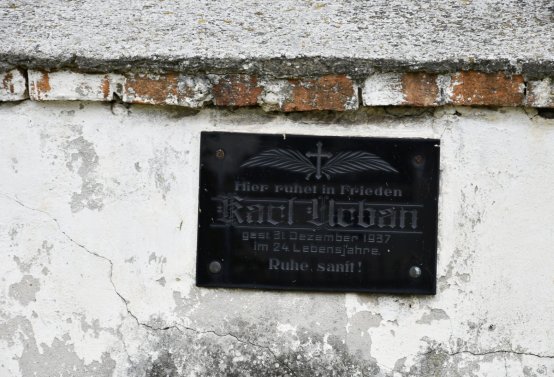 Hier ruhet in Frieden
Karl Urban
gest. 31. Dezember 1937
im 24. Lebensjahre.
Ruhe sanft!